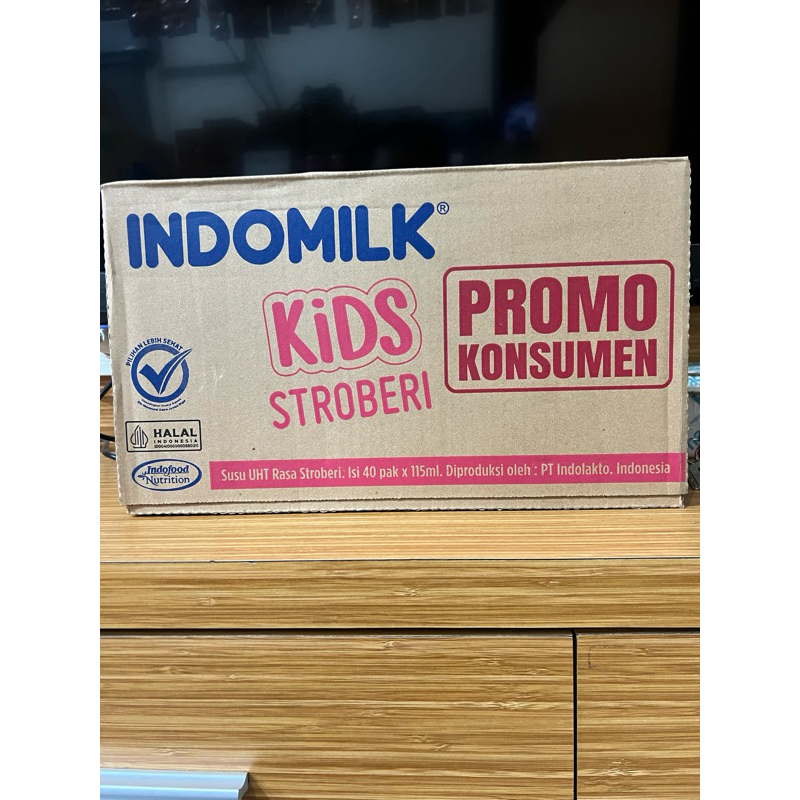 INDOMILK®
KiDS
STROBERI
PROMO
KONSUMEN
PILIHAN LEBIH SEHAT
HALAL
INDONESIA
Indofood
Nutrition
Susu UHT Rasa Stroberi. Isi 40 pak x 115ml. Diproduksi oleh : PT Indolakto. Indonesia